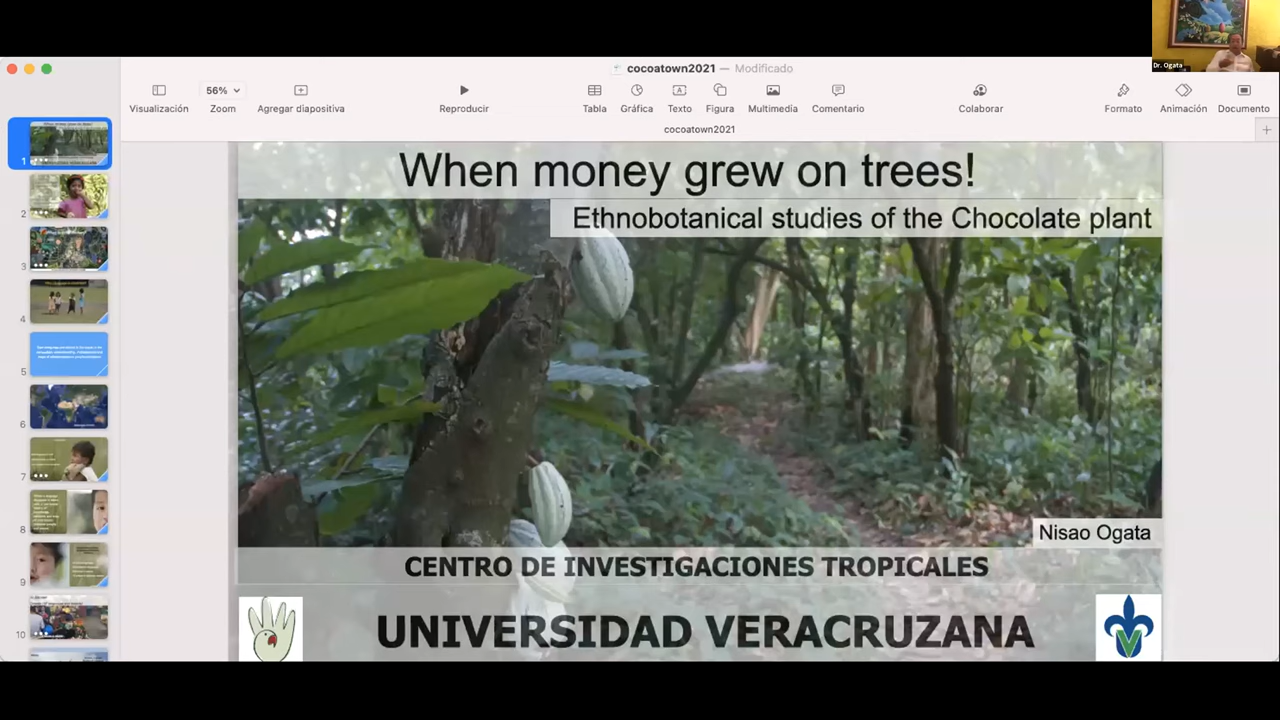 Dr. Ogata
cocoatown2021 — Modificado
56%
Visualización
Zoom
Agregar diapositiva
Reproducir
Tabla
Gráfica
Texto
Figura
Multimedia
Comentario
Colaborar
Formato
Animación
Documento
cocoatown2021
1
2
3
4
5
6
7
8
9
10
When money grew on trees!
Ethnobotanical studies of the Chocolate plant
Nisao Ogata
CENTRO DE INVESTIGACIONES TROPICALES
UNIVERSIDAD VERACRUZANA